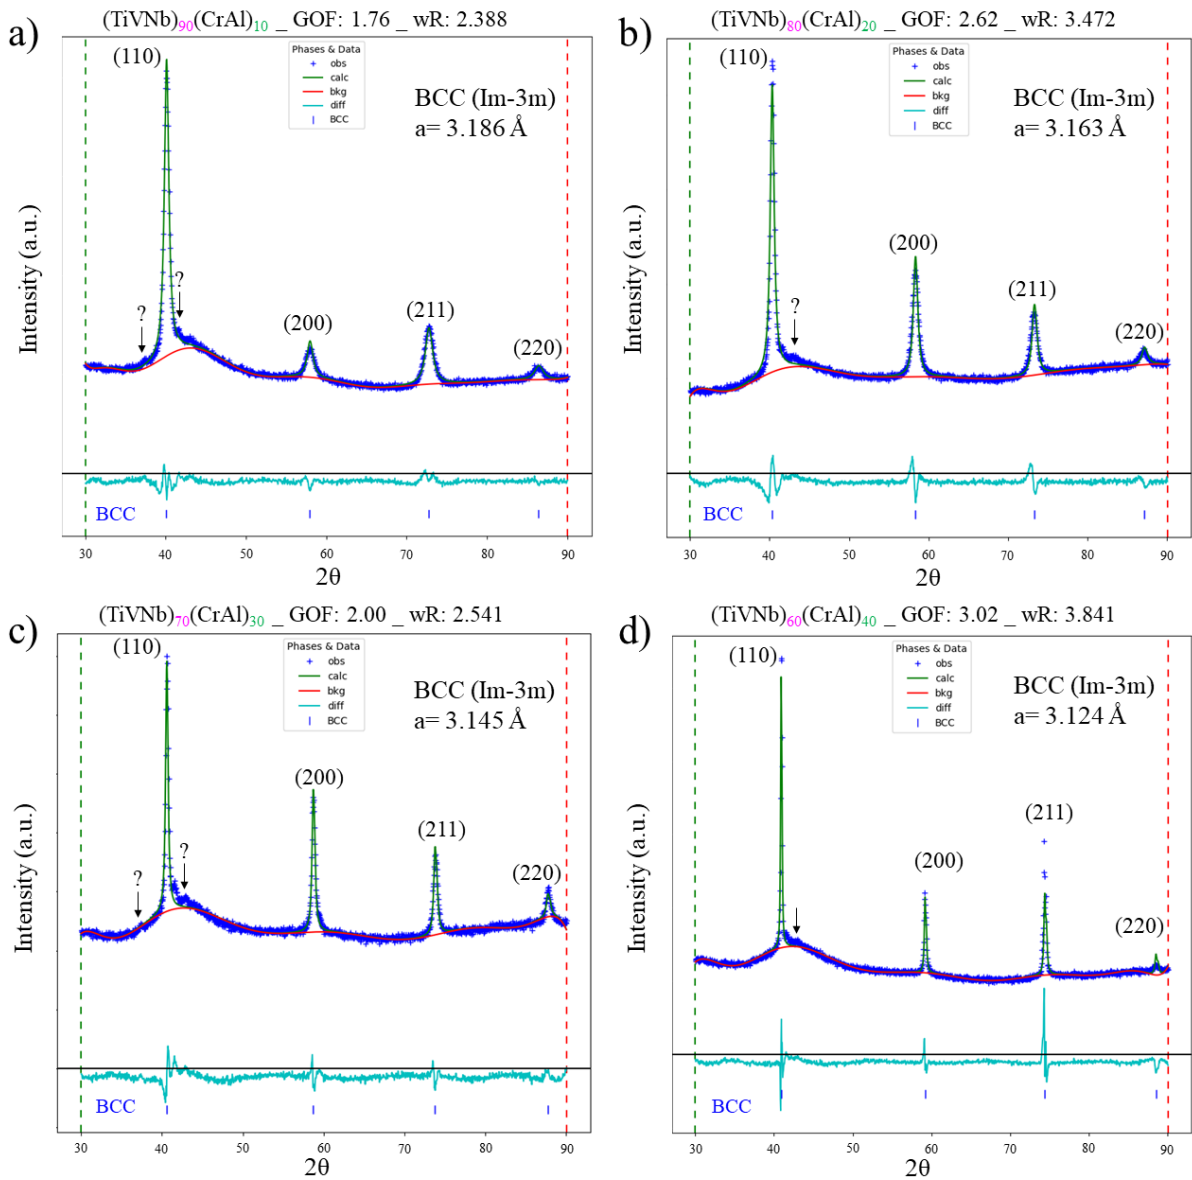 a)
(TiVNb)90(CrAl)10 _ GOF: 1.76 _ wR: 2.388
(110)
Phases & Data
obs
calc
bkg
diff
BCC
BCC (Im-3m)
a= 3.186 Å
?
?
(200)
(211)
(220)
Intensity (a.u.)
BCC
30 40 50 60 70 80 90
2θ
b)
(TiVNb)80(CrAl)20 _ GOF: 2.62 _ wR: 3.472
(110)
Phases & Data
obs
calc
bkg
diff
BCC
BCC (Im-3m)
a= 3.163 Å
(200)
(211)
?
(220)
Intensity (a.u.)
BCC
30 40 50 60 70 80 90
2θ
c)
(TiVNb)70(CrAl)30 _ GOF: 2.00 _ wR: 2.541
(110)
Phases & Data
obs
calc
bkg
diff
BCC
BCC (Im-3m)
a= 3.145 Å
(200)
(211)
?
?
(220)
Intensity (a.u.)
BCC
30 40 50 60 70 80 90
2θ
d)
(TiVNb)60(CrAl)40 _ GOF: 3.02 _ wR: 3.841
(110)
Phases & Data
obs
calc
bkg
diff
BCC
BCC (Im-3m)
a= 3.124 Å
(211)
(200)
(220)
Intensity (a.u.)
BCC
30 40 50 60 70 80 90
2θ